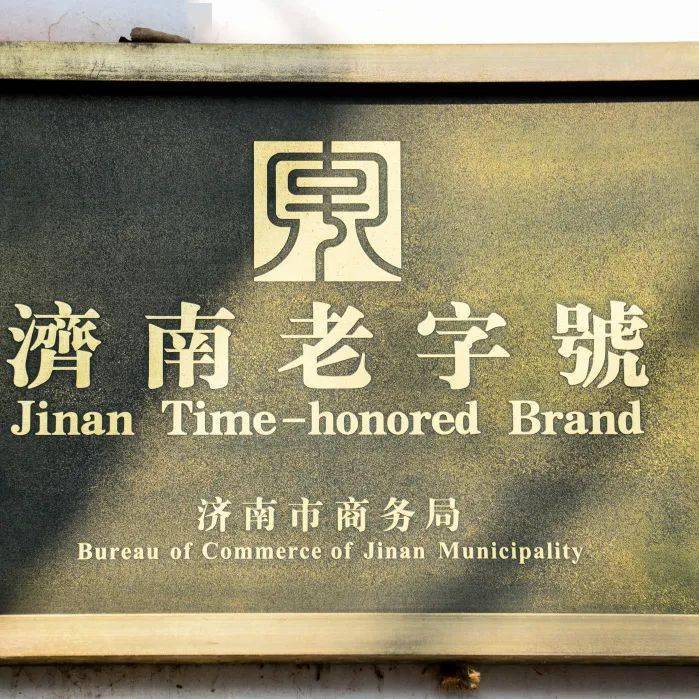 濟南老字號
Jinan Time-honored Brand
济南市商务局
Bureau of Commerce of Jinan Municipality